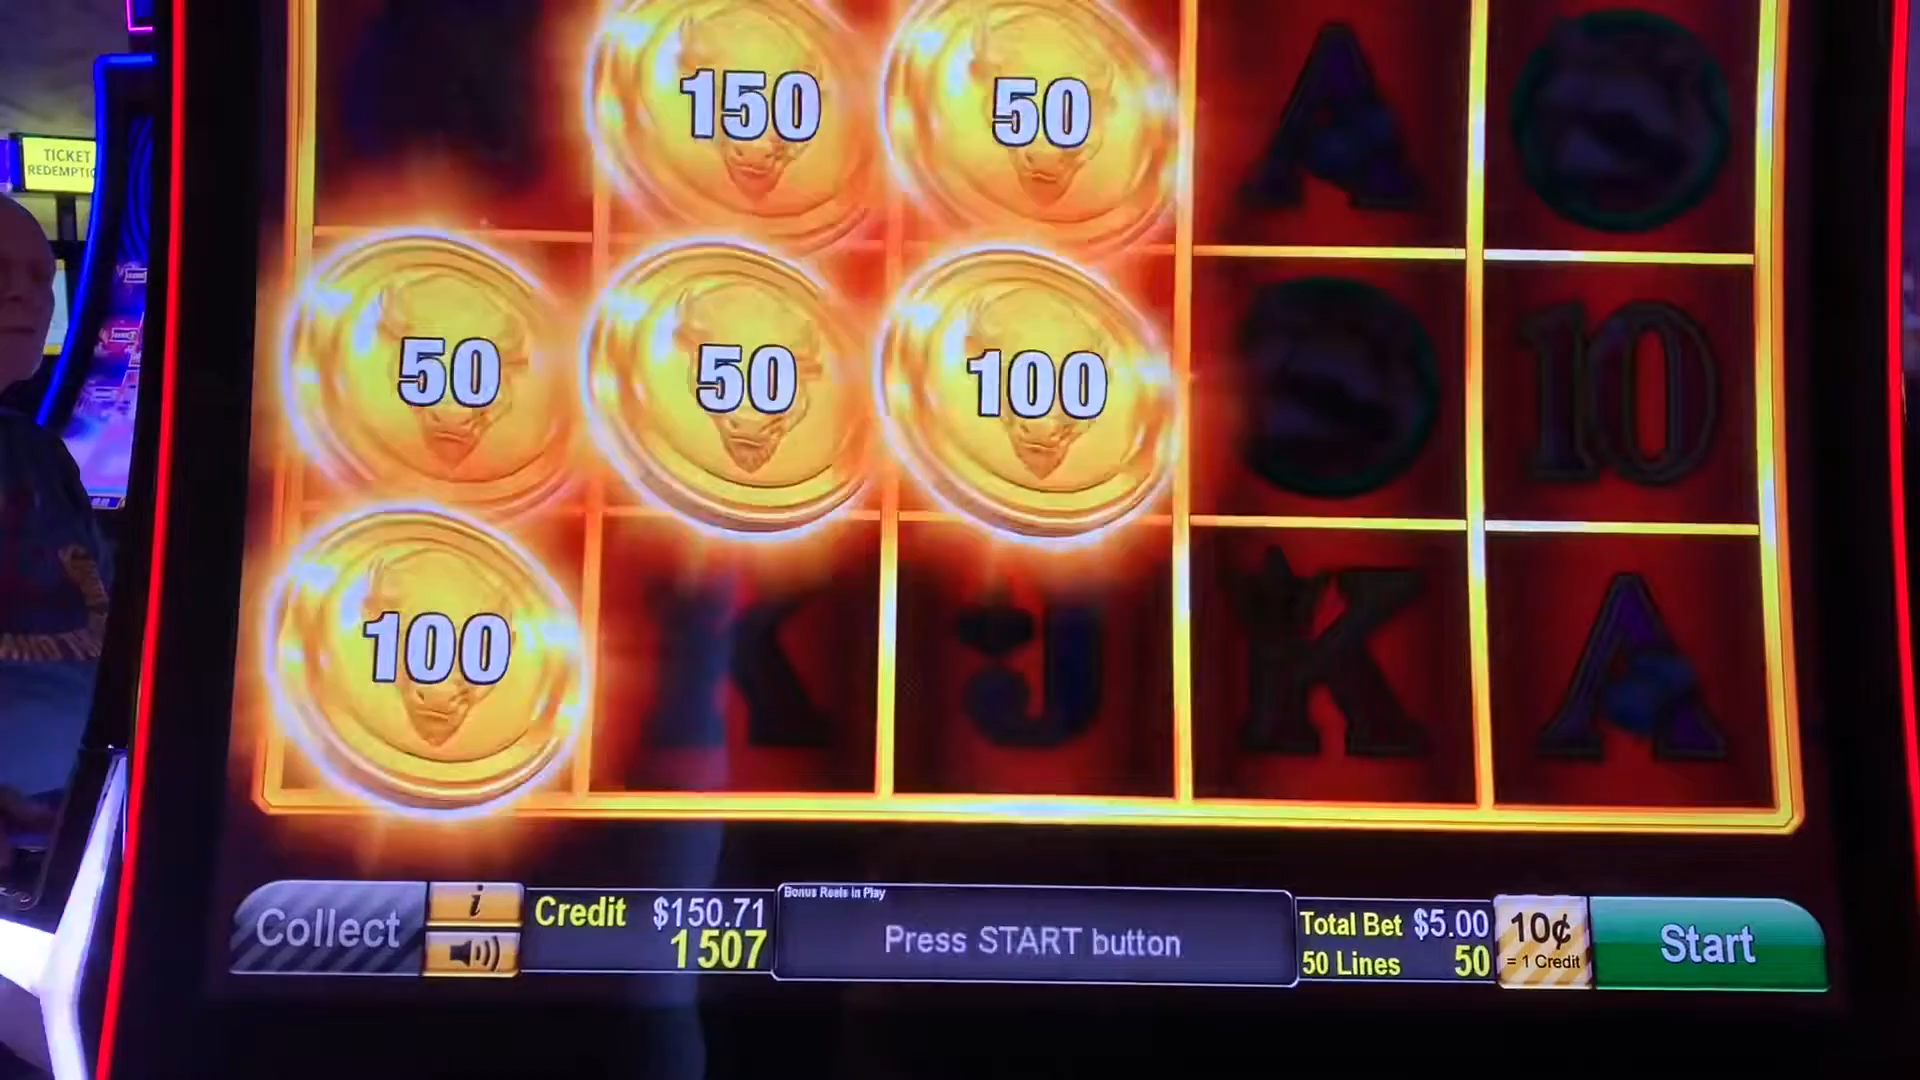 TICKET
REDEMPTIO
150 50 A
50 50 100 10
100 K J K A
Collect
i
Credit $150.71
1507
Bonus Reels in Play
Press START button
Total Bet $5.00
50 Lines 50
10¢
= 1 Credit
Start